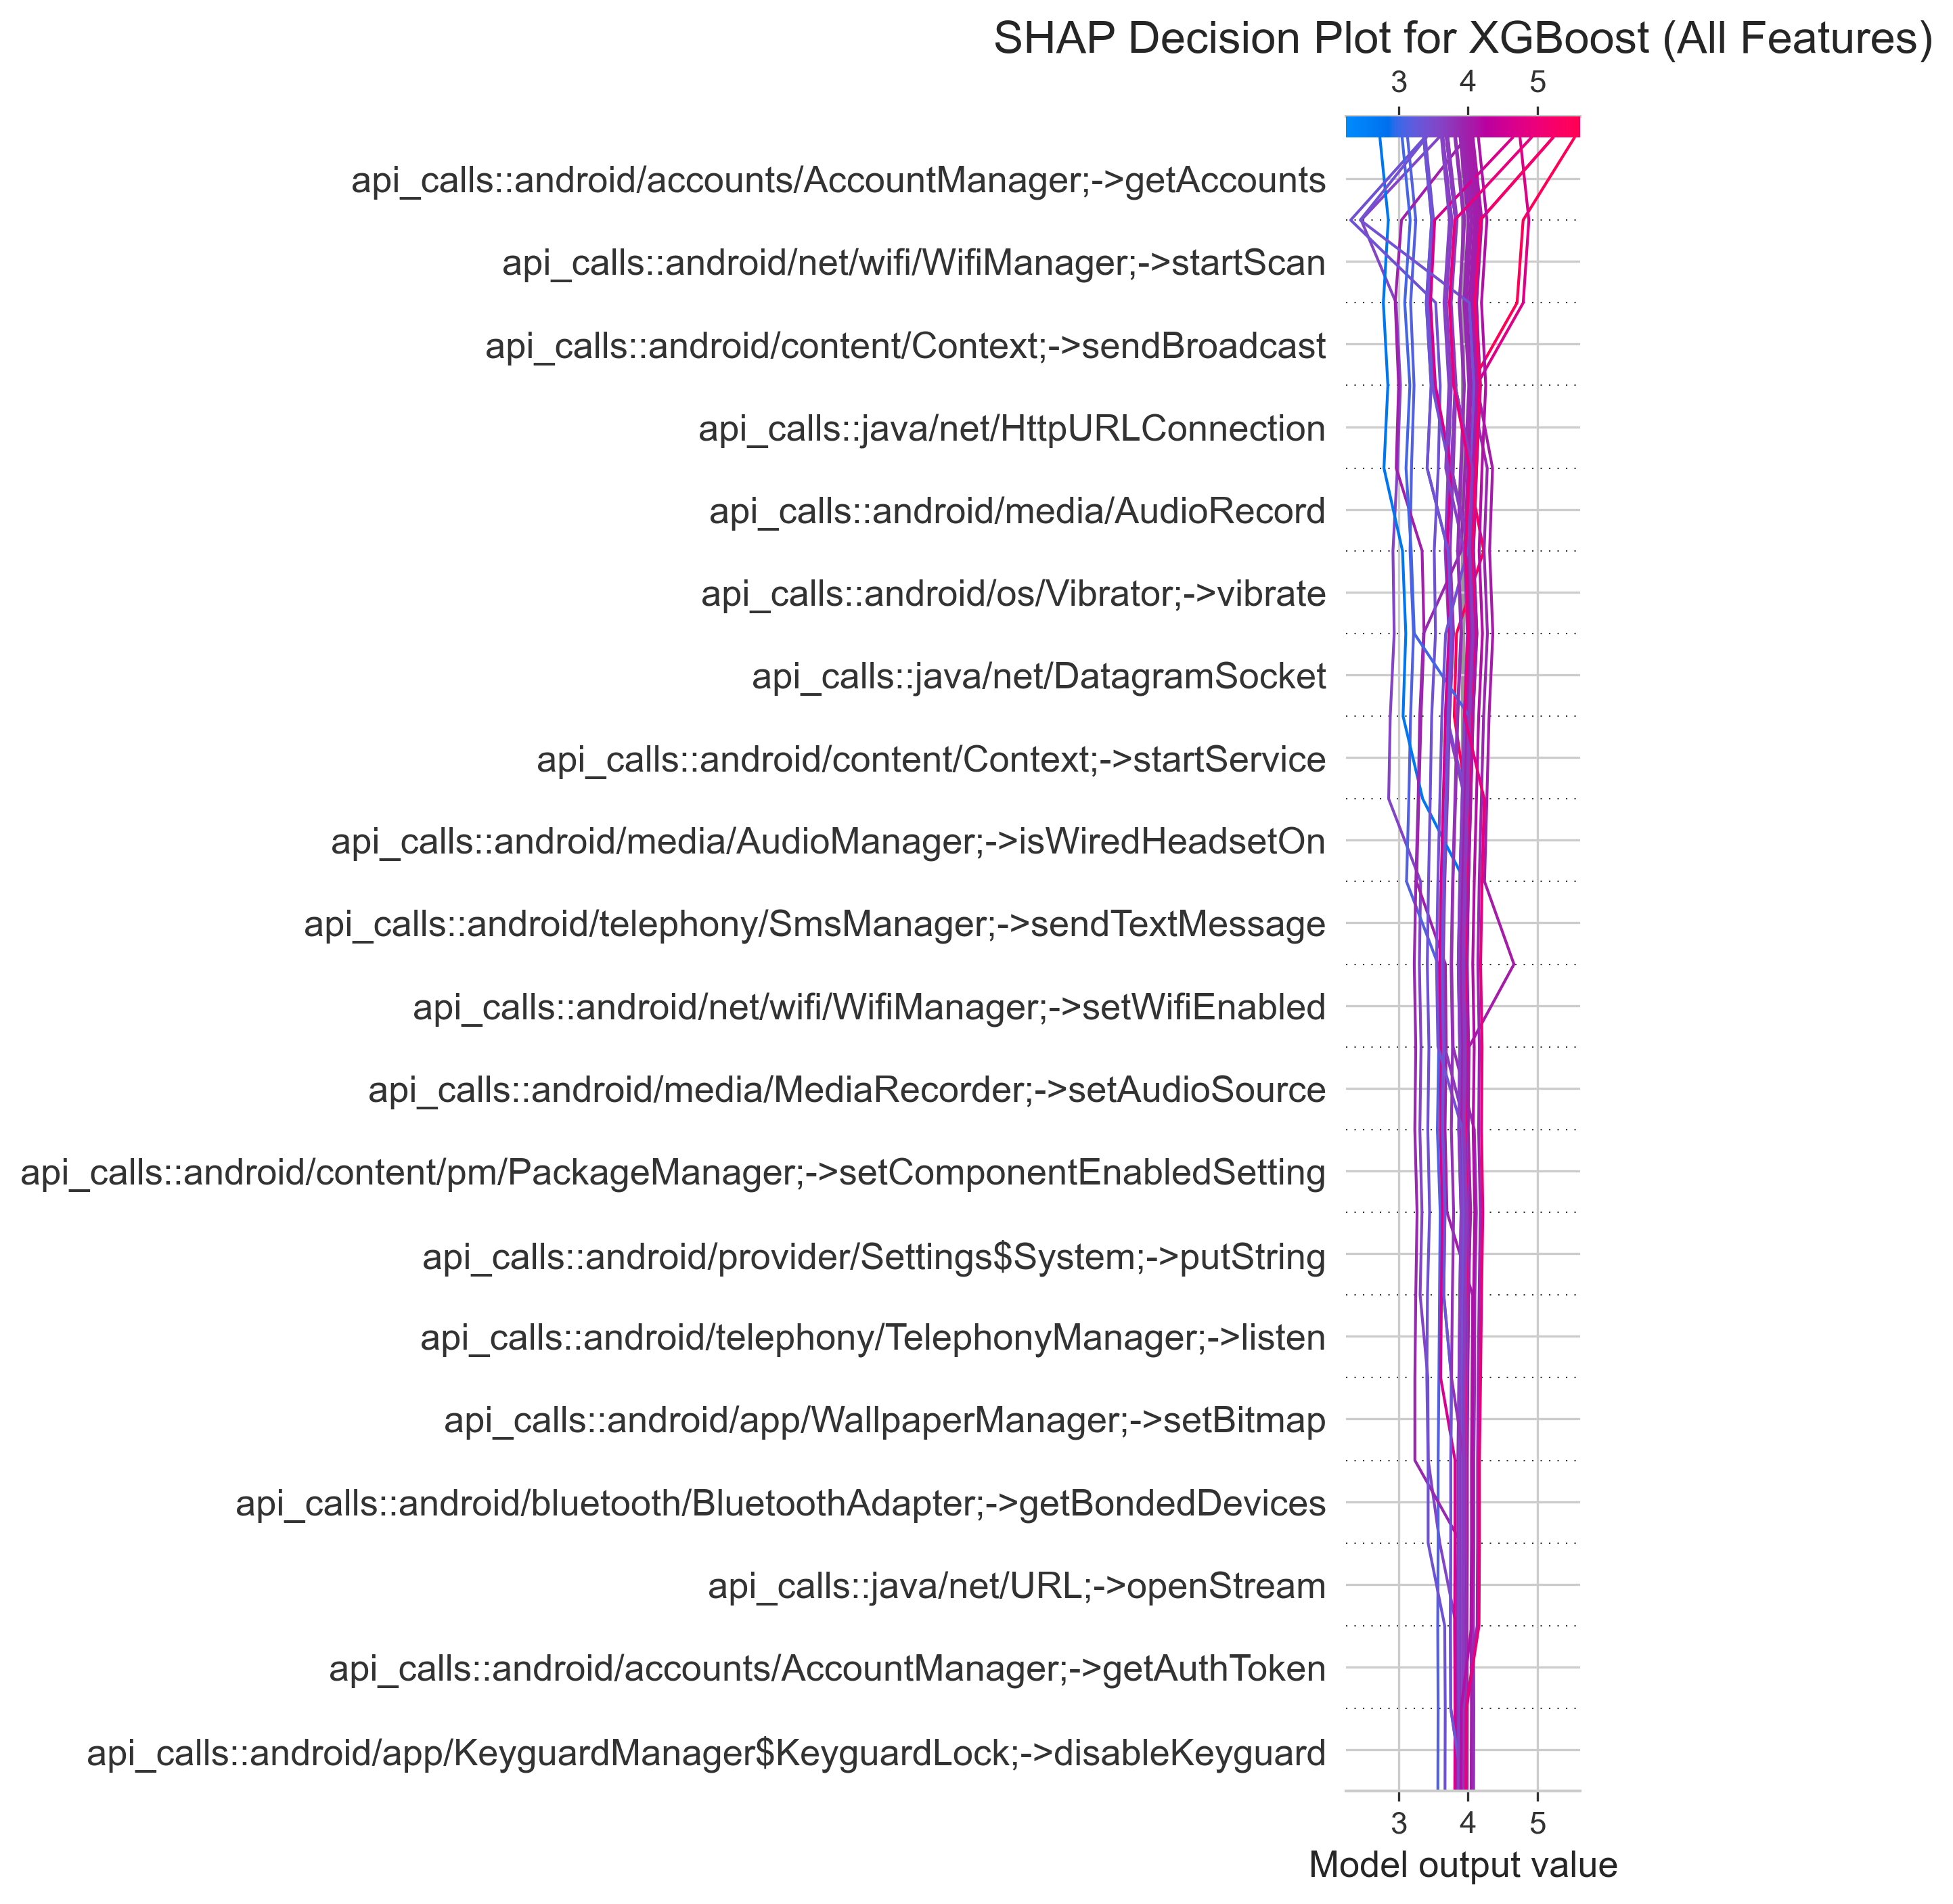 SHAP Decision Plot for XGBoost (All Features)
3 4 5
api_calls::android/accounts/AccountManager;->getAccounts
api_calls::android/net/wifi/WifiManager;->startScan
api_calls::android/content/Context;->sendBroadcast
api_calls::java/net/HttpURLConnection
api_calls::android/media/AudioRecord
api_calls::android/os/Vibrator;->vibrate
api_calls::java/net/DatagramSocket
api_calls::android/content/Context;->startService
api_calls::android/media/AudioManager;->isWiredHeadsetOn
api_calls::android/telephony/SmsManager;->sendTextMessage
api_calls::android/net/wifi/WifiManager;->setWifiEnabled
api_calls::android/media/MediaRecorder;->setAudioSource
api_calls::android/content/pm/PackageManager;->setComponentEnabledSetting
api_calls::android/provider/Settings$System;->putString
api_calls::android/telephony/TelephonyManager;->listen
api_calls::android/app/WallpaperManager;->setBitmap
api_calls::android/bluetooth/BluetoothAdapter;->getBondedDevices
api_calls::java/net/URL;->openStream
api_calls::android/accounts/AccountManager;->getAuthToken
api_calls::android/app/KeyguardManager$KeyguardLock;->disableKeyguard
3 4 5
Model output value